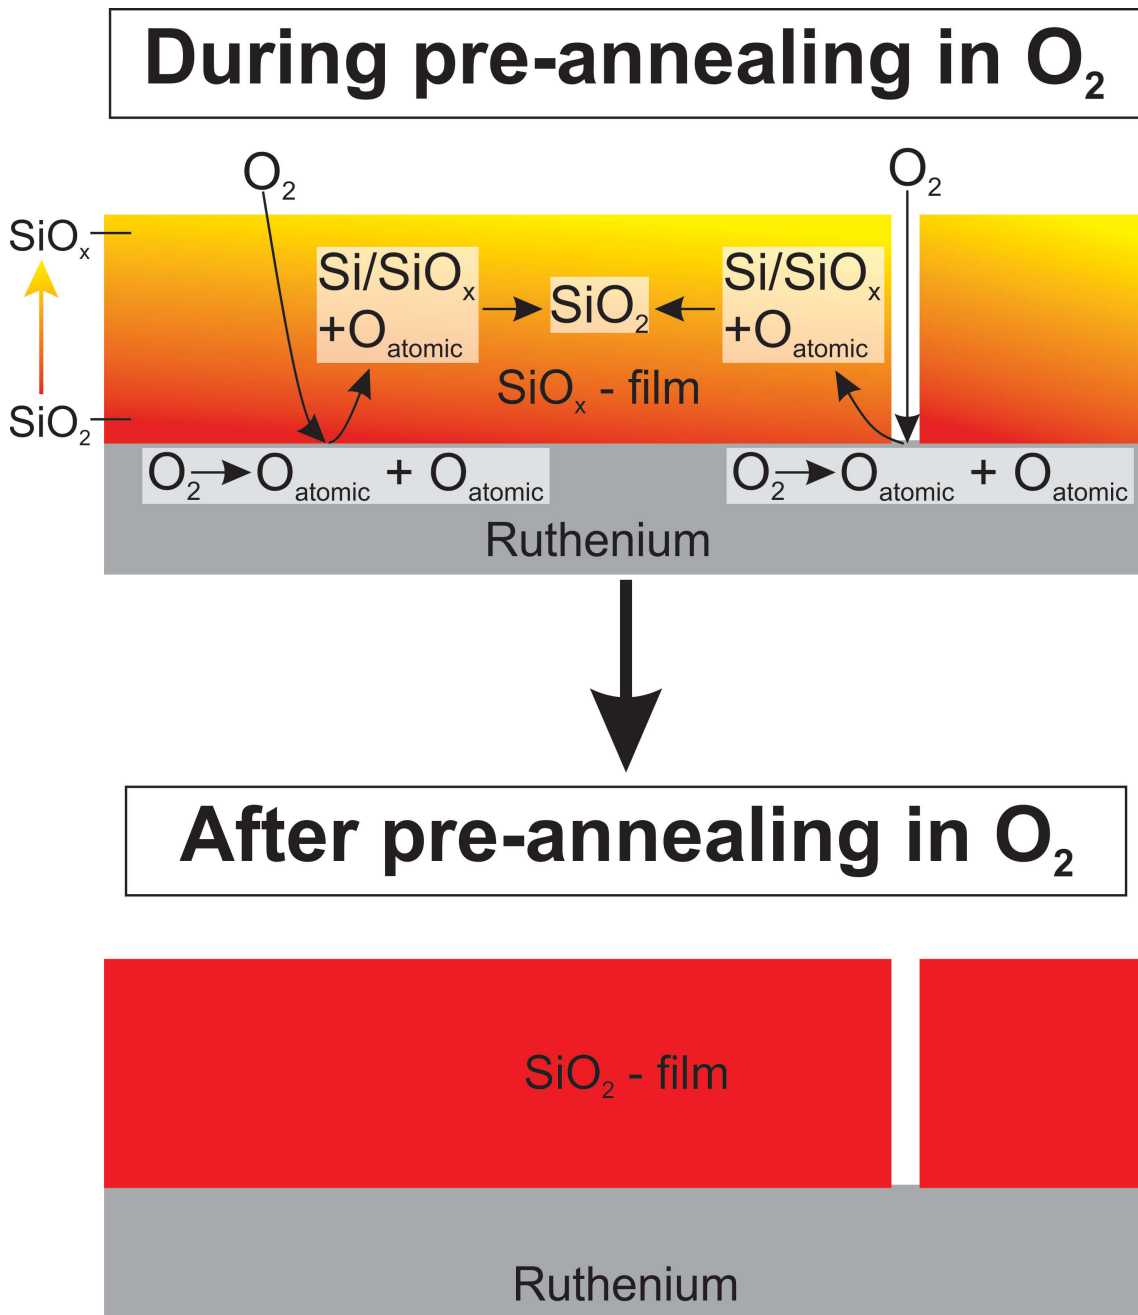 During pre-annealing in O₂
O₂
O₂
SiOₓ
Si/SiOₓ
+Oatomic
SiO₂
Si/SiOₓ
+Oatomic
SiOₓ - film
SiO₂
O₂ → Oatomic + Oatomic
O₂ → Oatomic + Oatomic
Ruthenium
After pre-annealing in O₂
SiO₂ - film
Ruthenium